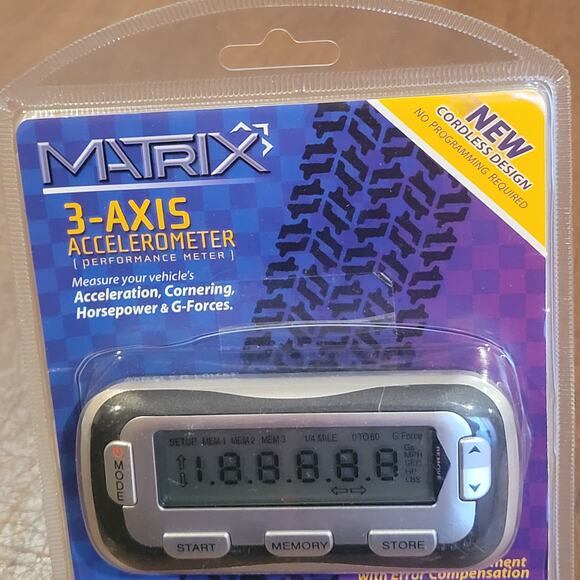 MATRIX
3-AXIS
ACCELEROMETER
[ PERFORMANCE METER ]
Measure your vehicle's
Acceleration, Cornering,
Horsepower & G-Forces.
NEW
CORDLESS DESIGN
NO PROGRAMMING REQUIRED
SETUP MEM 1 MEM 2 MEM 3 1/4 MILE 0 TO 60 G Force
1.8.8.8.8.8
Gs
MPH
SEC
HP
LBS
MODE
START
MEMORY
STORE
with Error Compensation